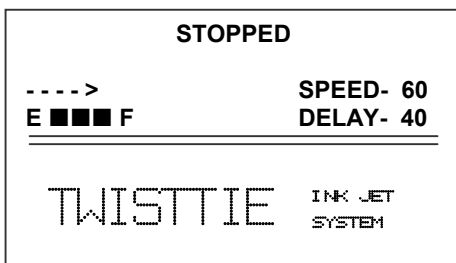 STOPPED
----> SPEED- 60
E ■■■ F DELAY- 40
TWISTTIE INK JET
SYSTEM